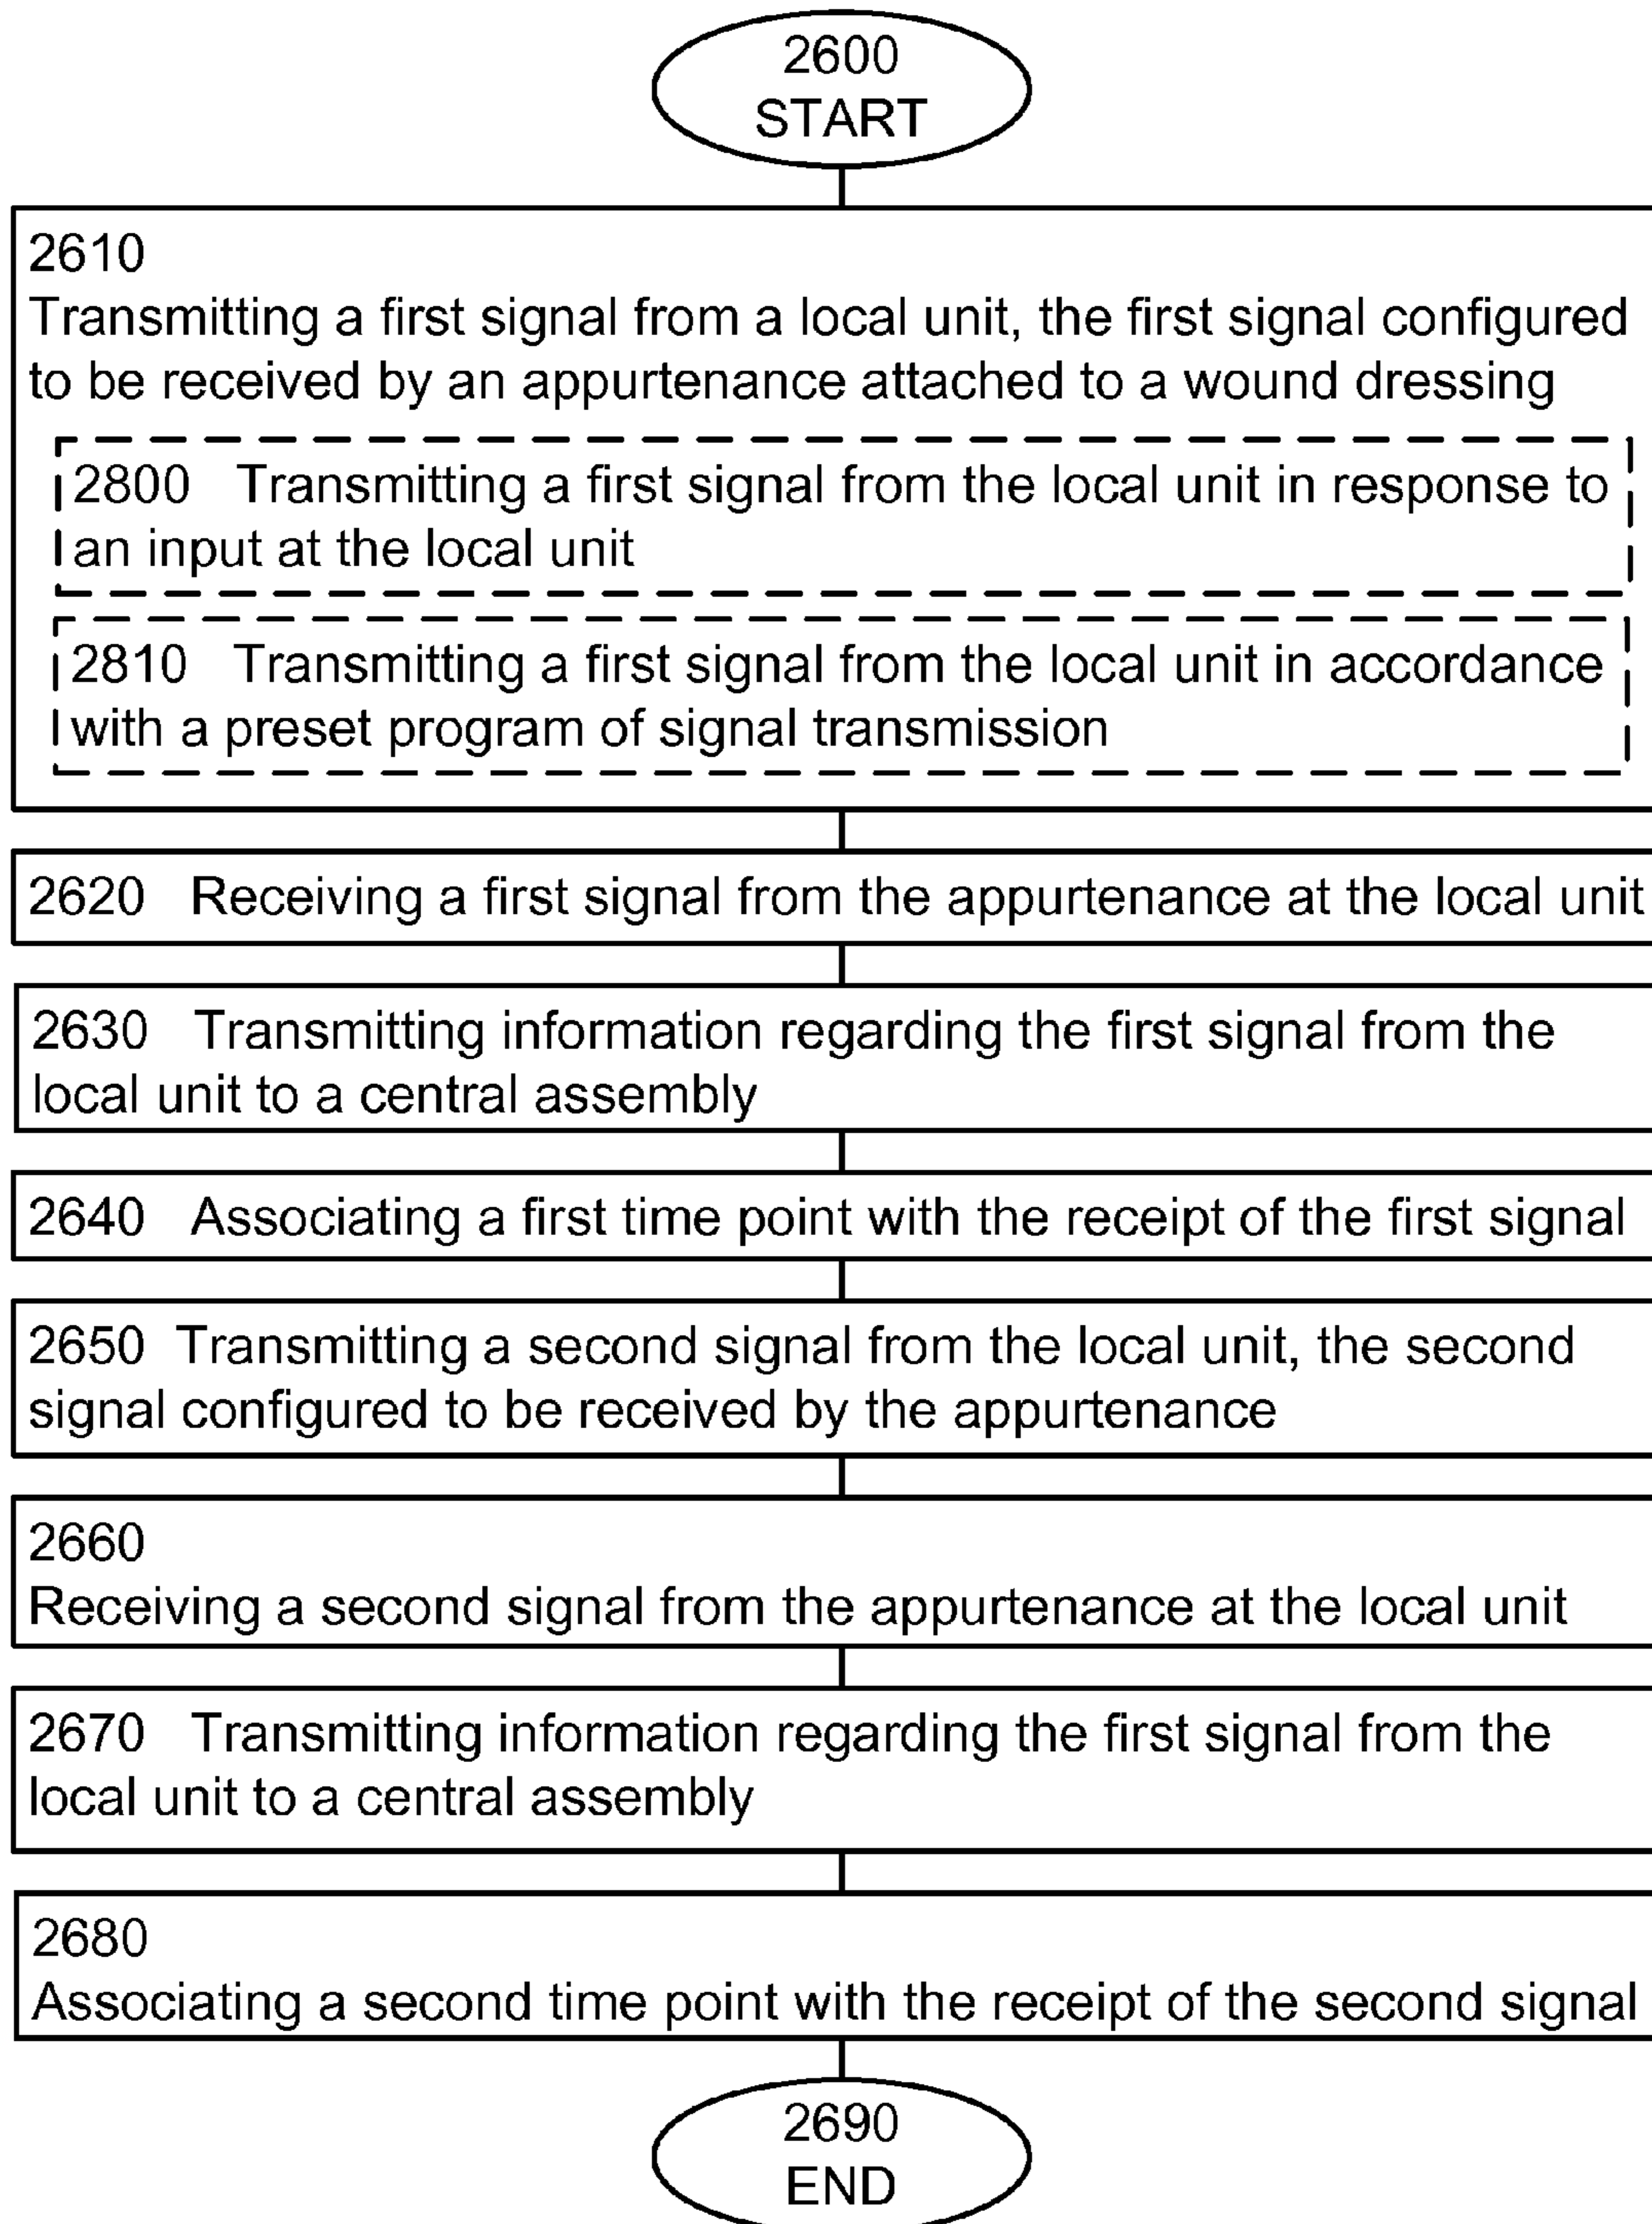 2600
START
2610
Transmitting a first signal from a local unit, the first signal configured
to be received by an appurtenance attached to a wound dressing
2800 Transmitting a first signal from the local unit in response to
an input at the local unit
2810 Transmitting a first signal from the local unit in accordance
with a preset program of signal transmission
2620 Receiving a first signal from the appurtenance at the local unit
2630 Transmitting information regarding the first signal from the
local unit to a central assembly
2640 Associating a first time point with the receipt of the first signal
2650 Transmitting a second signal from the local unit, the second
signal configured to be received by the appurtenance
2660
Receiving a second signal from the appurtenance at the local unit
2670 Transmitting information regarding the first signal from the
local unit to a central assembly
2680
Associating a second time point with the receipt of the second signal
2690
END